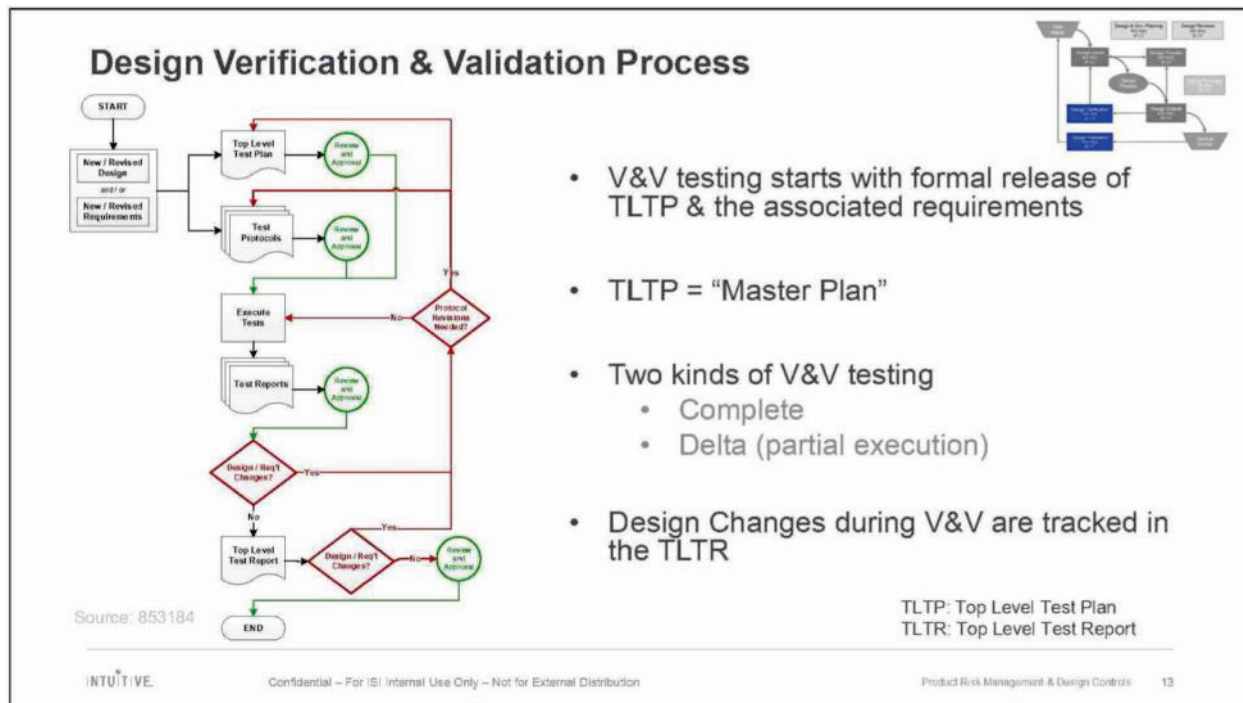 Design Verification & Validation Process
START
New / Revised
Design
and / or
New / Revised
Requirements
Top Level
Test Plan
Review
and
Approval
Test
Protocols
Review
and
Approval
Yes
Execute
Tests
No
Protocol
Revisions
Needed?
Test Reports
Review
and
Approval
Design / Req't
Changes?
Yes
No
Yes
Top Level
Test Report
Design / Req't
Changes?
No
Review
and
Approval
END
• V&V testing starts with formal release of
TLTP & the associated requirements
• TLTP = “Master Plan”
• Two kinds of V&V testing
• Complete
• Delta (partial execution)
• Design Changes during V&V are tracked in
the TLTR
Source: 853184
TLTP: Top Level Test Plan
TLTR: Top Level Test Report
INTUITIVE.
Confidential – For ISI Internal Use Only – Not for External Distribution
Product Risk Management & Design Controls 13